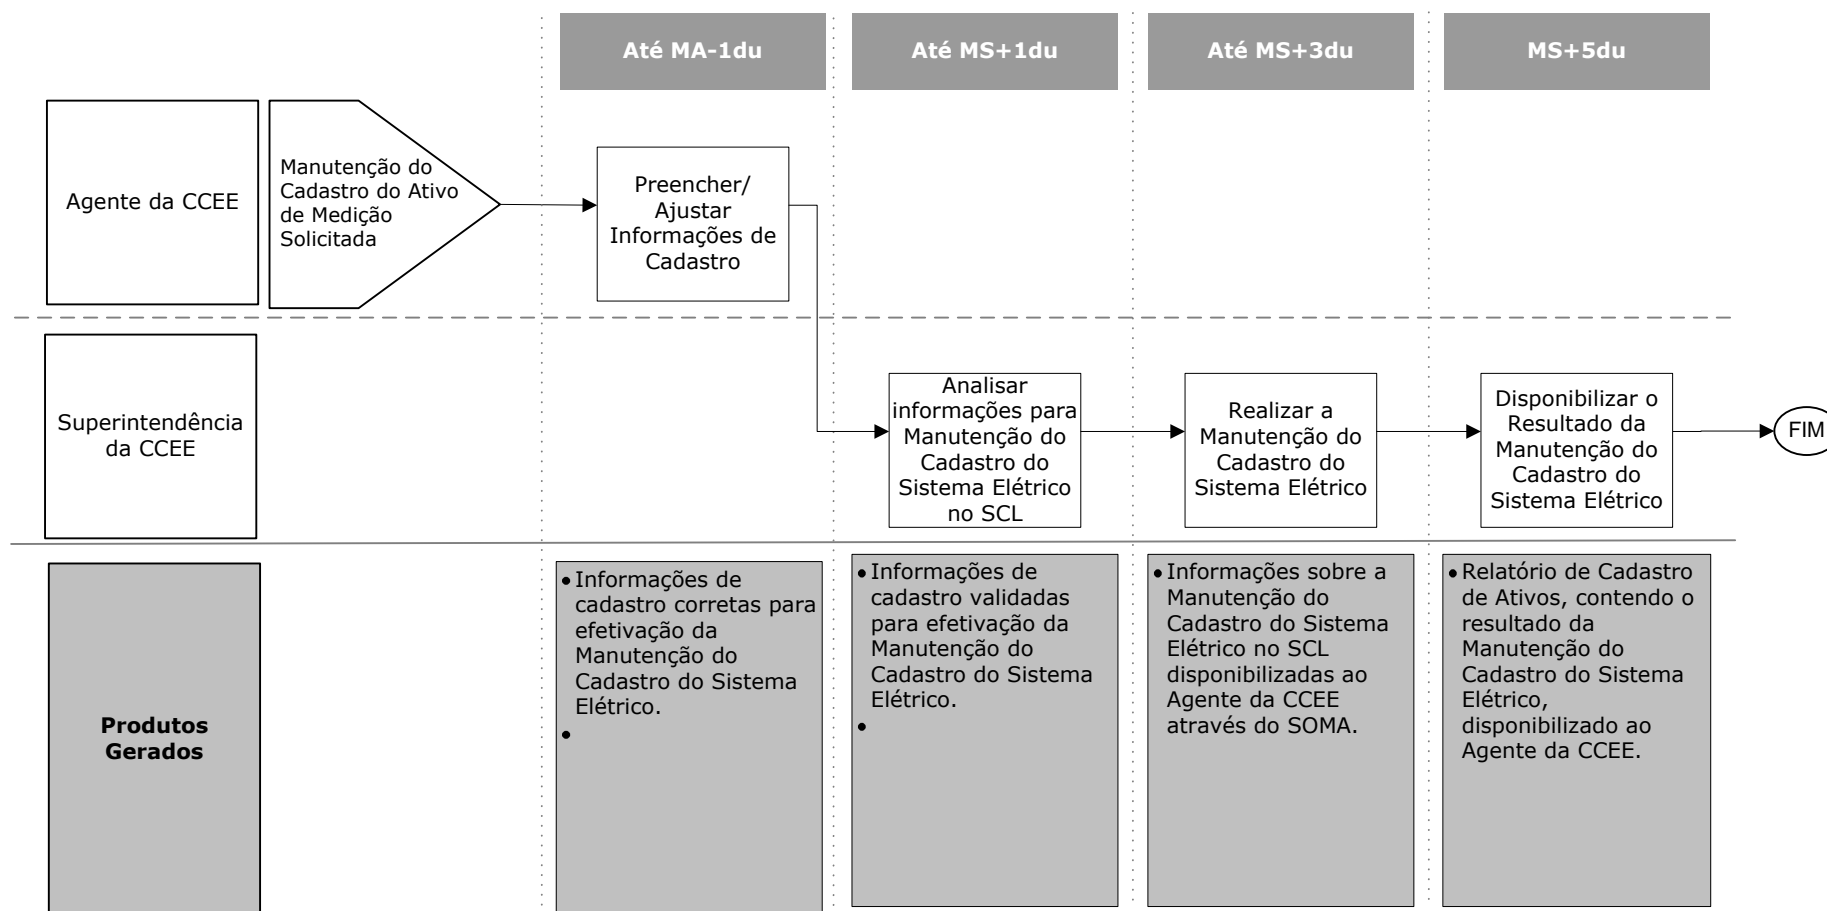 Até MA-1du
Até MS+1du
Até MS+3du
MS+5du
Agente da CCEE
Manutenção do
Cadastro do Ativo
de Medição
Solicitada
Preencher/
Ajustar
Informações de
Cadastro
Superintendência
da CCEE
Analisar
informações para
Manutenção do
Cadastro do
Sistema Elétrico
no SCL
Realizar a
Manutenção do
Cadastro do
Sistema Elétrico
Disponibilizar o
Resultado da
Manutenção do
Cadastro do
Sistema Elétrico
FIM
Produtos
Gerados
• Informações de
cadastro corretas para
efetivação da
Manutenção do
Cadastro do Sistema
Elétrico.
•
• Informações de
cadastro validadas
para efetivação da
Manutenção do
Cadastro do Sistema
Elétrico.
•
• Informações sobre a
Manutenção do
Cadastro do Sistema
Elétrico no SCL
disponibilizadas ao
Agente da CCEE
através do SOMA.
• Relatório de Cadastro
de Ativos, contendo o
resultado da
Manutenção do
Cadastro do Sistema
Elétrico,
disponibilizado ao
Agente da CCEE.